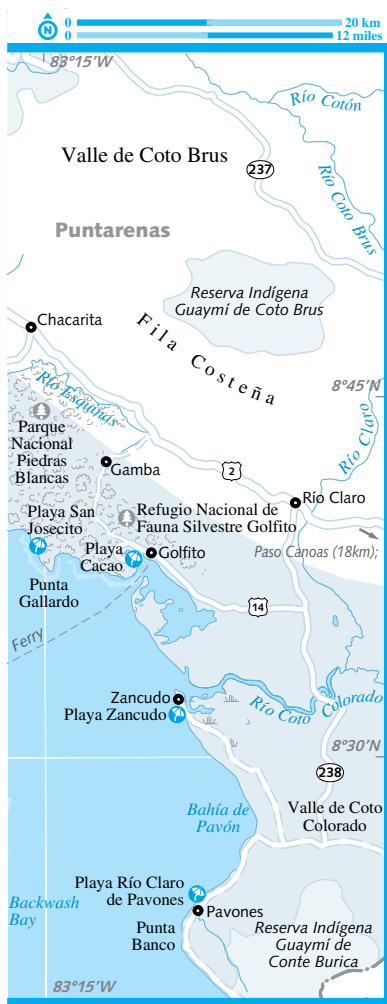 N
0 20 km
0 12 miles
83°15'W
Río Cotón
Valle de Coto Brus
237
Río Coto Brus
Puntarenas
Reserva Indígena
Guaymí de Coto Brus
Chacarita
Fila Costeña
8°45'N
Río Esquinas
Río Claro
Parque
Nacional
Piedras
Blancas
Gamba
2
Río Claro
Playa San
Josecito
Refugio Nacional de
Fauna Silvestre Golfito
Playa
Cacao
Golfito
Paso Canoas (18km);
Punta
Gallardo
14
Ferry
Zancudo
Playa Zancudo
Río Coto Colorado
8°30'N
238
Bahía de
Pavón
Valle de Coto
Colorado
Playa Río Claro
de Pavones
Backwash
Bay
Pavones
Punta
Banco
Reserva Indígena
Guaymí de
Conte Burica
83°15'W